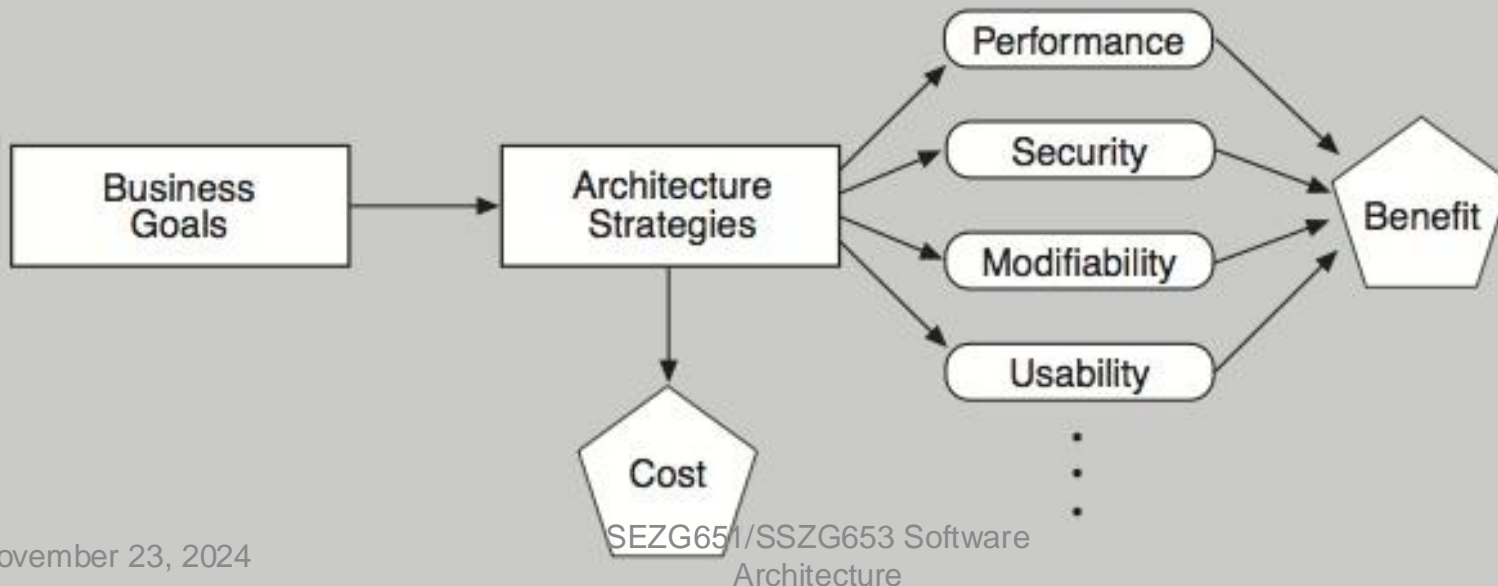 Performance
Security
Business
Goals
Architecture
Strategies
Benefit
Modifiability
Usability
Cost
ovember 23, 2024
SEZG651/SSZG653 Software
Architecture